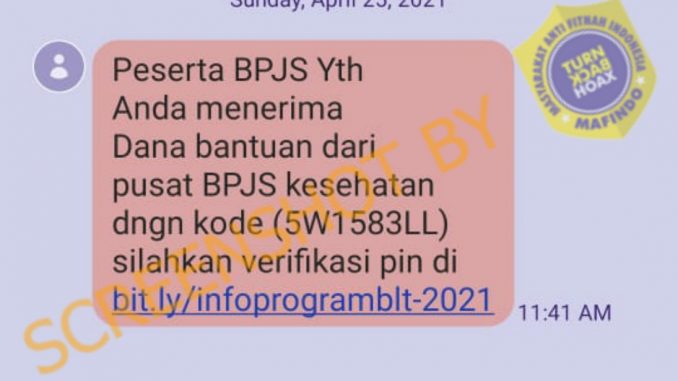 Sunday, April 25, 2021
Peserta BPJS Yth
Anda menerima
Dana bantuan dari
pusat BPJS kesehatan
dngn kode (5W1583LL)
silahkan verifikasi pin di
bit.ly/infoprogramblt-2021
11:41 AM
SCREENSHOT BY
MASYARAKAT ANTI FITNAH INDONESIA
TURN
BACK
HOAX
MAFINDO